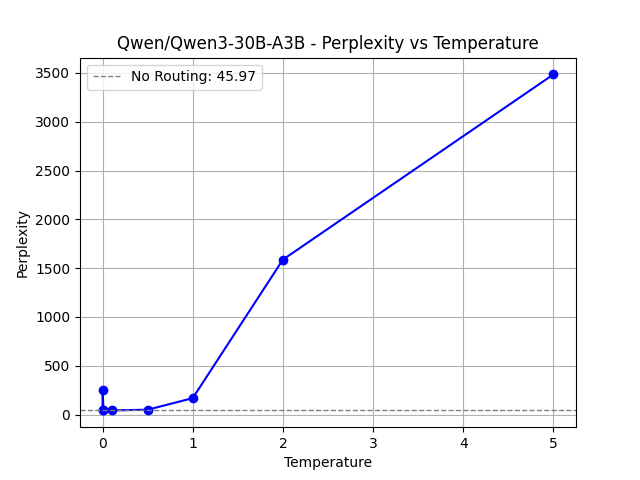 Qwen/Qwen3-30B-A3B - Perplexity vs Temperature
No Routing: 45.97
3500
3000
2500
2000
1500
1000
500
0
Perplexity
0 1 2 3 4 5
Temperature